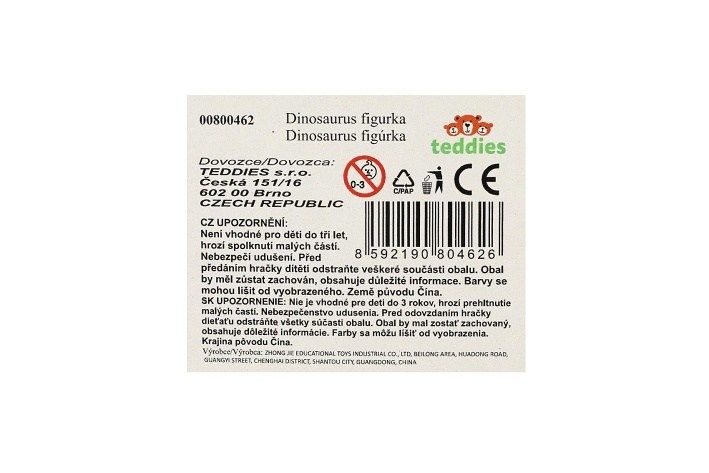 00800462
Dinosaurus figurka
Dinosaurus figúrka
teddies
Dovozce/Dovozca:
TEDDIES s.r.o.
Česká 151/16
602 00 Brno
CZECH REPUBLIC
0-3
C/PAP
CE
8 592190 804626
CZ UPOZORNĚNÍ:
Není vhodné pro děti do tří let,
hrozí spolknutí malých částí.
Nebezpečí udušení. Před
předáním hračky dítěti odstraňte veškeré součásti obalu. Obal
by měl zůstat zachován, obsahuje důležité informace. Barvy se
mohou lišit od vyobrazeného. Země původu Čína.
SK UPOZORNENIE: Nie je vhodné pre deti do 3 rokov, hrozí prehltnutie
malých častí. Nebezpečenstvo udusenia. Pred odovzdaním hračky
dieťaťu odstráňte všetky súčasti obalu. Obal by mal zostať zachovaný,
obsahuje dôležité informácie. Farby sa môžu líšiť od vyobrazenia.
Krajina pôvodu Čína.
Výrobce/Výrobca: ZHONG JIE EDUCATIONAL TOYS INDUSTRIAL CO., LTD, BEILONG AREA, HUADONG ROAD,
GUANGYI STREET, CHENGHAI DISTRICT, SHANTOU CITY, GUANGDONG, CHINA